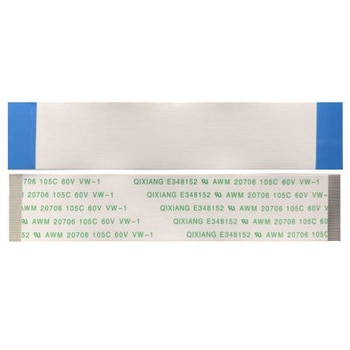 20706 105C 60V VW-1 QIXIANG E348152 AWM 20706 105C 60V VW-1
706 105C 60V VW-1 QIXIANG E348152 AWM 20706 105C 60V
AWM 20706 105C 60V VW-1 QIXIANG E348152 AWM 20706 105C
AWM 20706 105C 60V VW-1 QIXIANG E348152 AWM 20706
52 AWM 20706 105C 60V VW-1 QIXIANG E348152 AWM 20706 105C